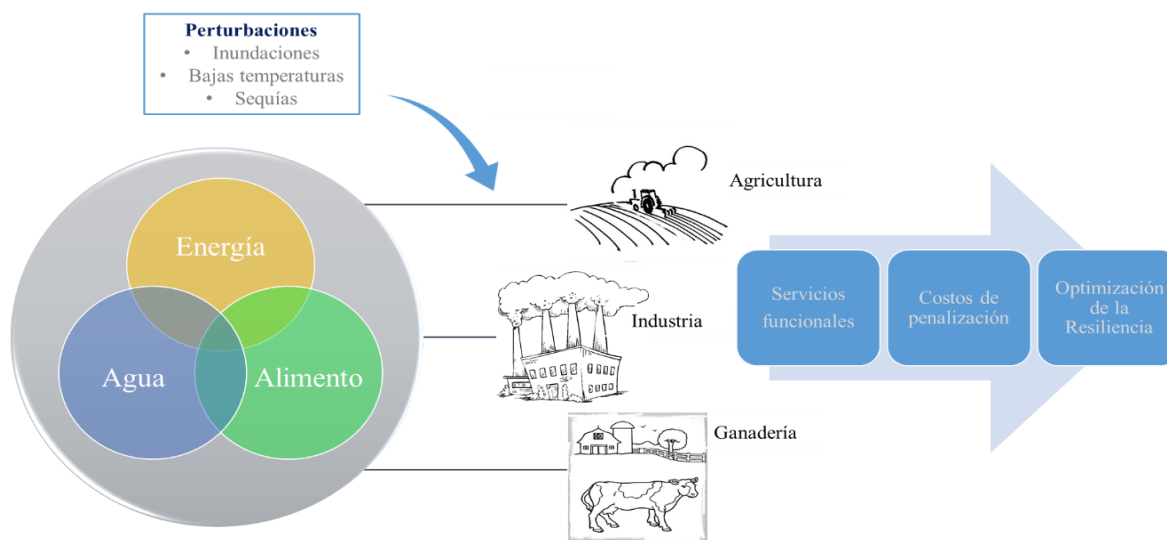 Perturbaciones
• Inundaciones
• Bajas temperaturas
• Sequías
Energía
Agua
Alimento
Agricultura
Industria
Ganadería
Servicios
funcionales
Costos de
penalización
Optimización
de la
Resiliencia